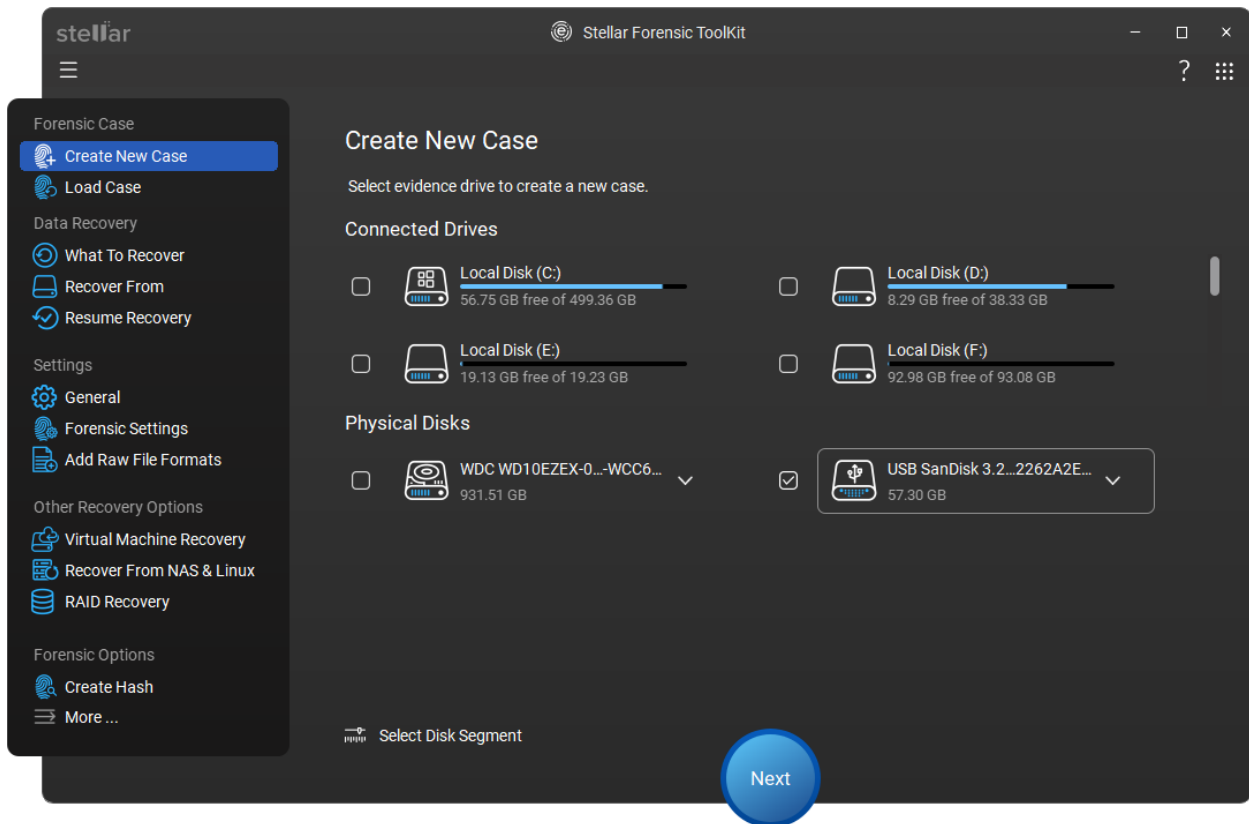 stellar
Stellar Forensic ToolKit
?
Forensic Case
Create New Case
Load Case
Data Recovery
What To Recover
Recover From
Resume Recovery
Settings
General
Forensic Settings
Add Raw File Formats
Other Recovery Options
Virtual Machine Recovery
Recover From NAS & Linux
RAID Recovery
Forensic Options
Create Hash
More ...
Create New Case
Select evidence drive to create a new case.
Connected Drives
Local Disk (C:)
56.75 GB free of 499.36 GB
Local Disk (D:)
8.29 GB free of 38.33 GB
Local Disk (E:)
19.13 GB free of 19.23 GB
Local Disk (F:)
92.98 GB free of 93.08 GB
Physical Disks
WDC WD10EZEX-0...-WCC6...
931.51 GB
USB SanDisk 3.2...2262A2E...
57.30 GB
Select Disk Segment
Next